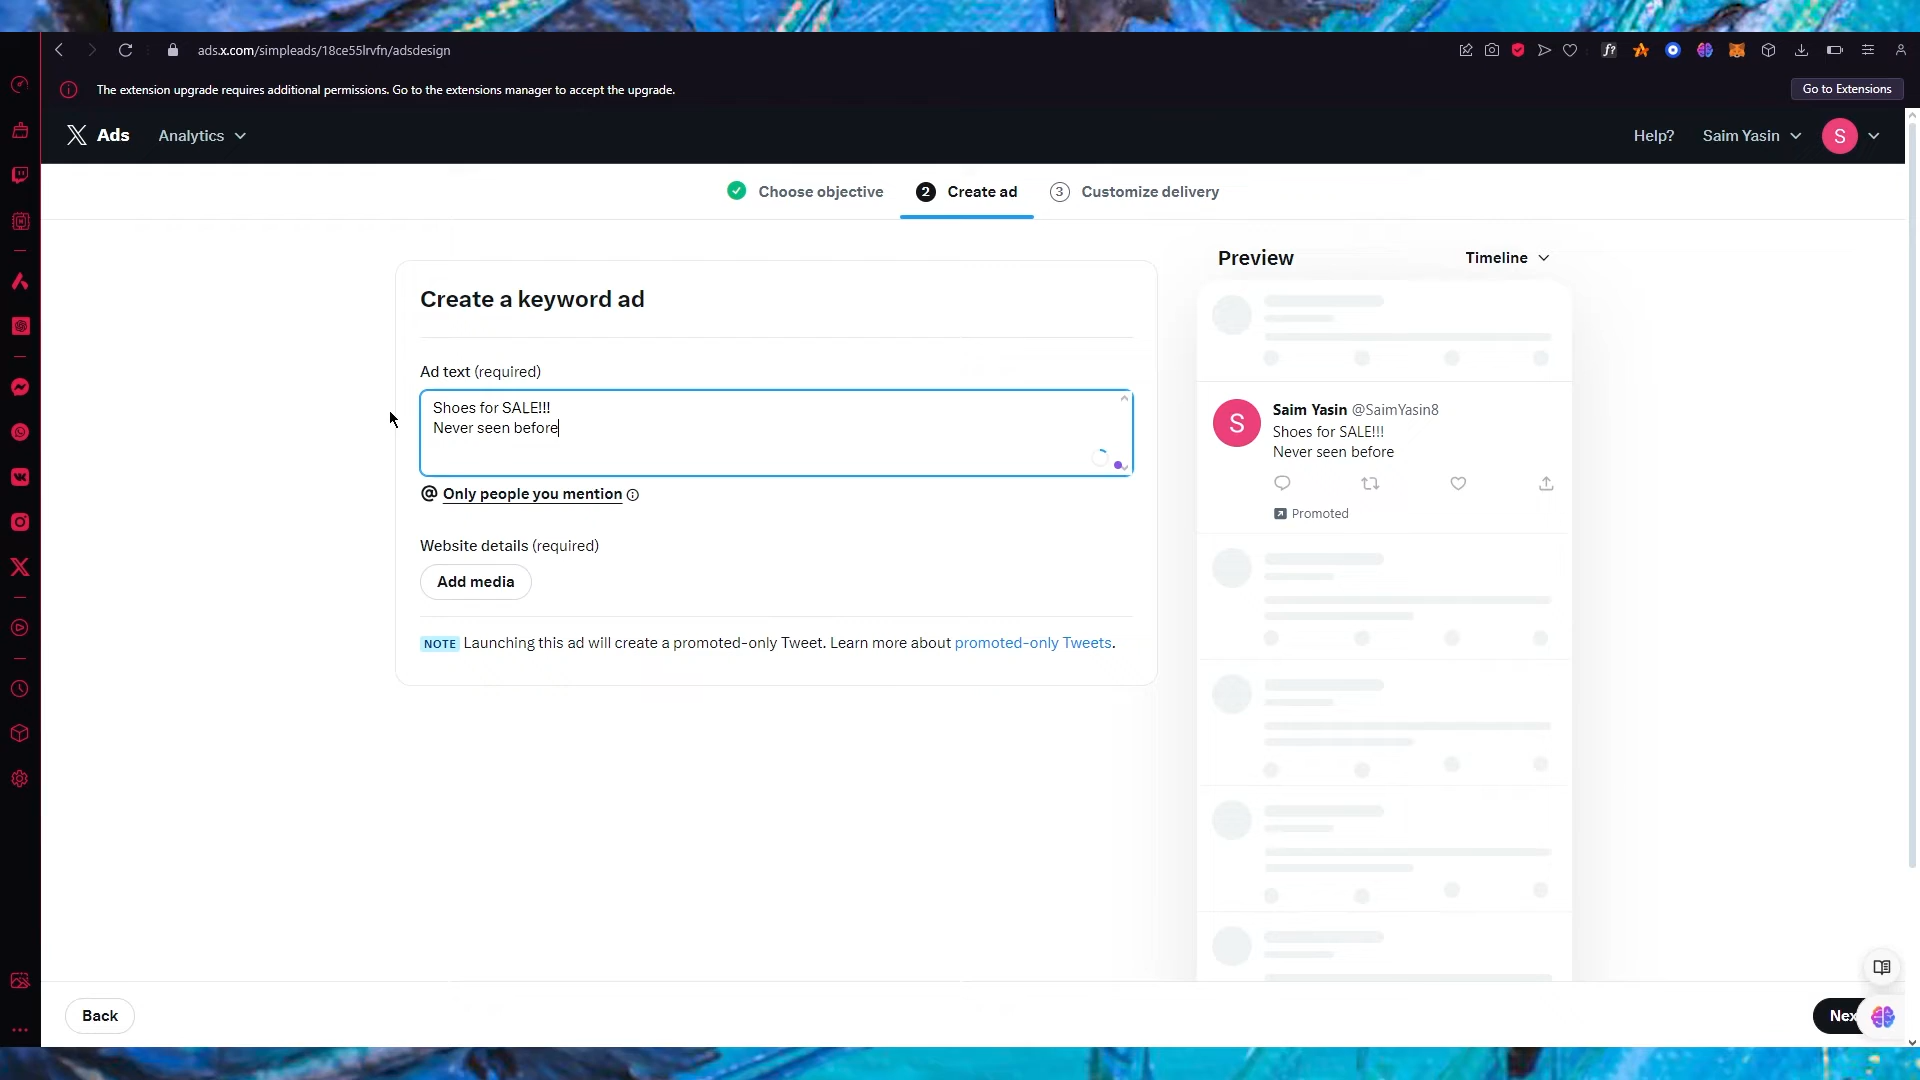 ads.x.com/simpleads/18ce55lrvfn/adsdesign
The extension upgrade requires additional permissions. Go to the extensions manager to accept the upgrade.
Go to Extensions
Ads
Analytics
Help?
Saim Yasin
S
Choose objective
2 Create ad
3 Customize delivery
Create a keyword ad
Ad text (required)
Shoes for SALE!!!
Never seen before
@ Only people you mention
Website details (required)
Add media
NOTE Launching this ad will create a promoted-only Tweet. Learn more about promoted-only Tweets.
Preview
Timeline
S
Saim Yasin @SaimYasin8
Shoes for SALE!!!
Never seen before
Promoted
Back
Nex